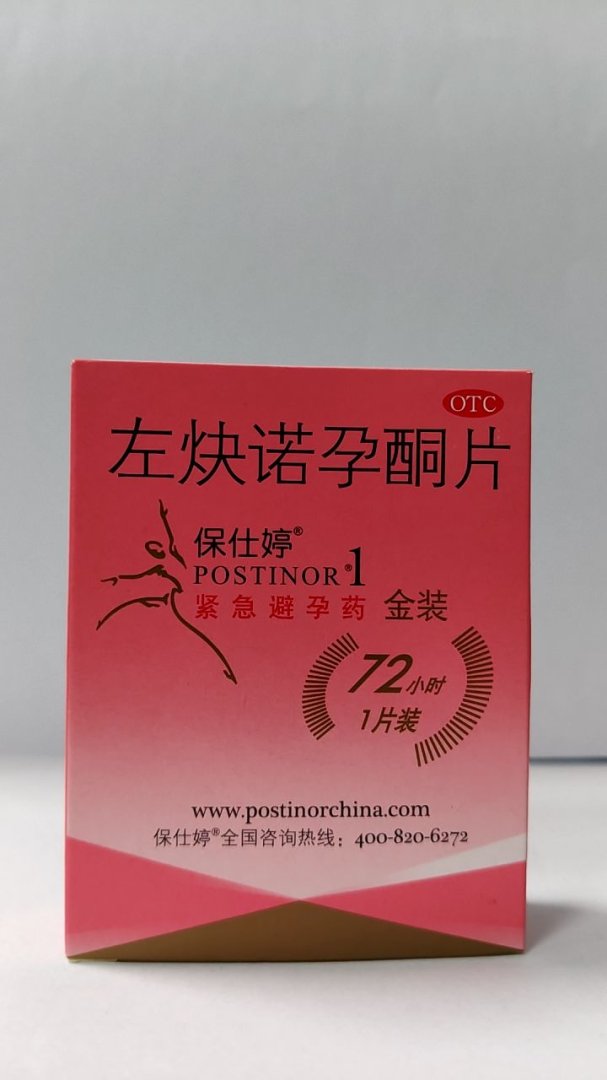 OTC
左炔诺孕酮片
保仕婷®
POSTINOR®1
紧急避孕药 金装
72小时
1片装
www.postinorchina.com
保仕婷®全国咨询热线：400-820-6272